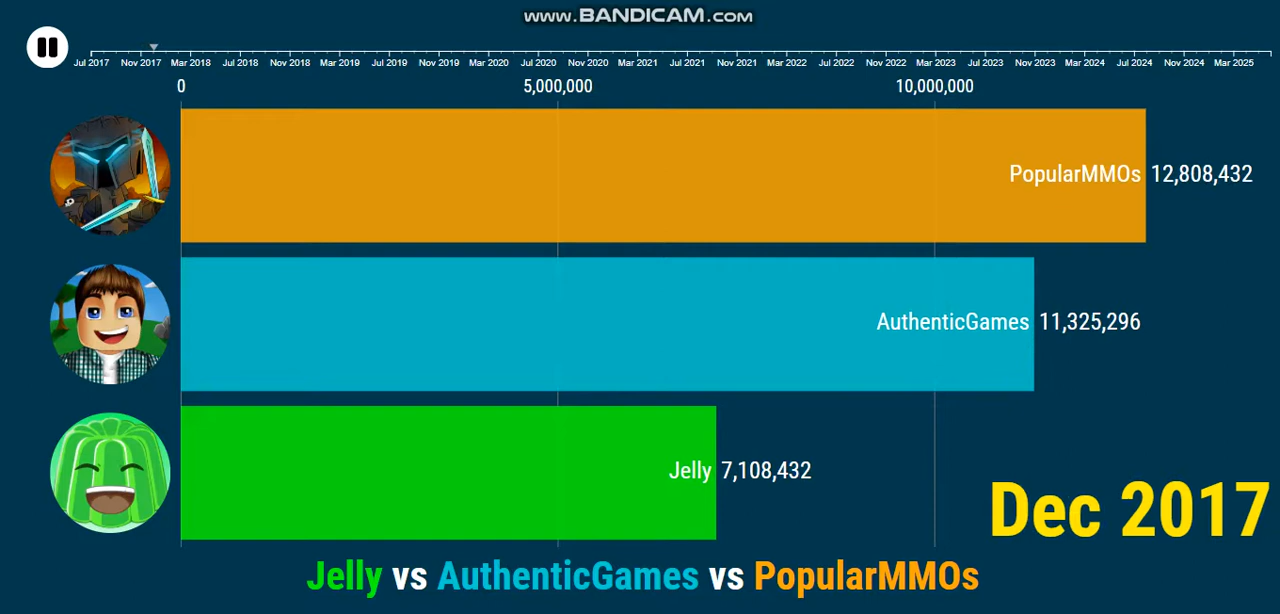 www.BANDICAM.com
Jul 2017 Nov 2017 Mar 2018 Jul 2018 Nov 2018 Mar 2019 Jul 2019 Nov 2019 Mar 2020 Jul 2020 Nov 2020 Mar 2021 Jul 2021 Nov 2021 Mar 2022 Jul 2022 Nov 2022 Mar 2023 Jul 2023 Nov 2023 Mar 2024 Jul 2024 Nov 2024 Mar 2025
0 5,000,000 10,000,000
PopularMMOs 12,808,432
AuthenticGames 11,325,296
Jelly 7,108,432
Dec 2017
Jelly vs AuthenticGames vs PopularMMOs